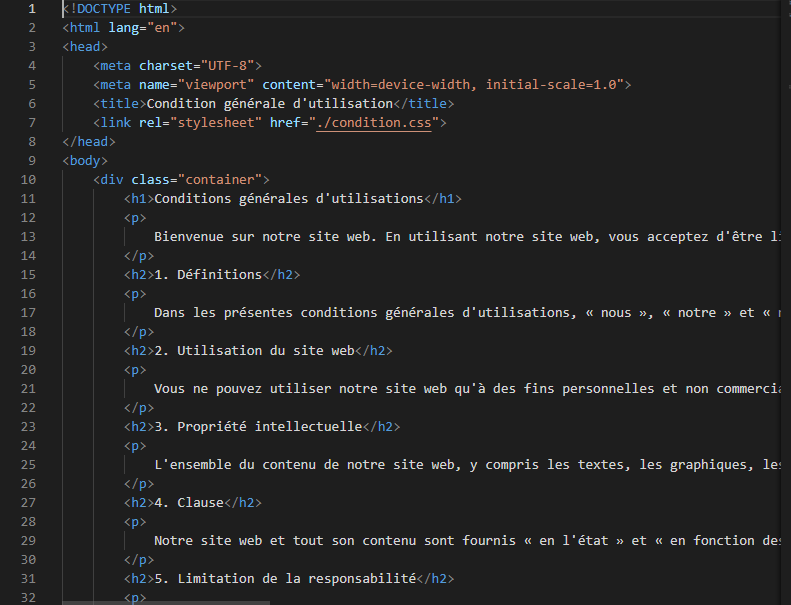 1 <!DOCTYPE html>
2 <html lang="en">
3 <head>
4 <meta charset="UTF-8">
5 <meta name="viewport" content="width=device-width, initial-scale=1.0">
6 <title>Condition générale d'utilisation</title>
7 <link rel="stylesheet" href="./condition.css">
8 </head>
9 <body>
10 <div class="container">
11 <h1>Conditions générales d'utilisations</h1>
12 <p>
13 Bienvenue sur notre site web. En utilisant notre site web, vous acceptez d'être
14 </p>
15 <h2>1. Définitions</h2>
16 <p>
17 Dans les présentes conditions générales d'utilisations, « nous », « notre » et «
18 </p>
19 <h2>2. Utilisation du site web</h2>
20 <p>
21 Vous ne pouvez utiliser notre site web qu'à des fins personnelles et non
22 </p>
23 <h2>3. Propriété intellectuelle</h2>
24 <p>
25 L'ensemble du contenu de notre site web, y compris les textes, les graphiques, les
26 </p>
27 <h2>4. Clause</h2>
28 <p>
29 Notre site web et tout son contenu sont fournis « en l'état » et « en fonction des
30 </p>
31 <h2>5. Limitation de la responsabilité</h2>
32 <p>